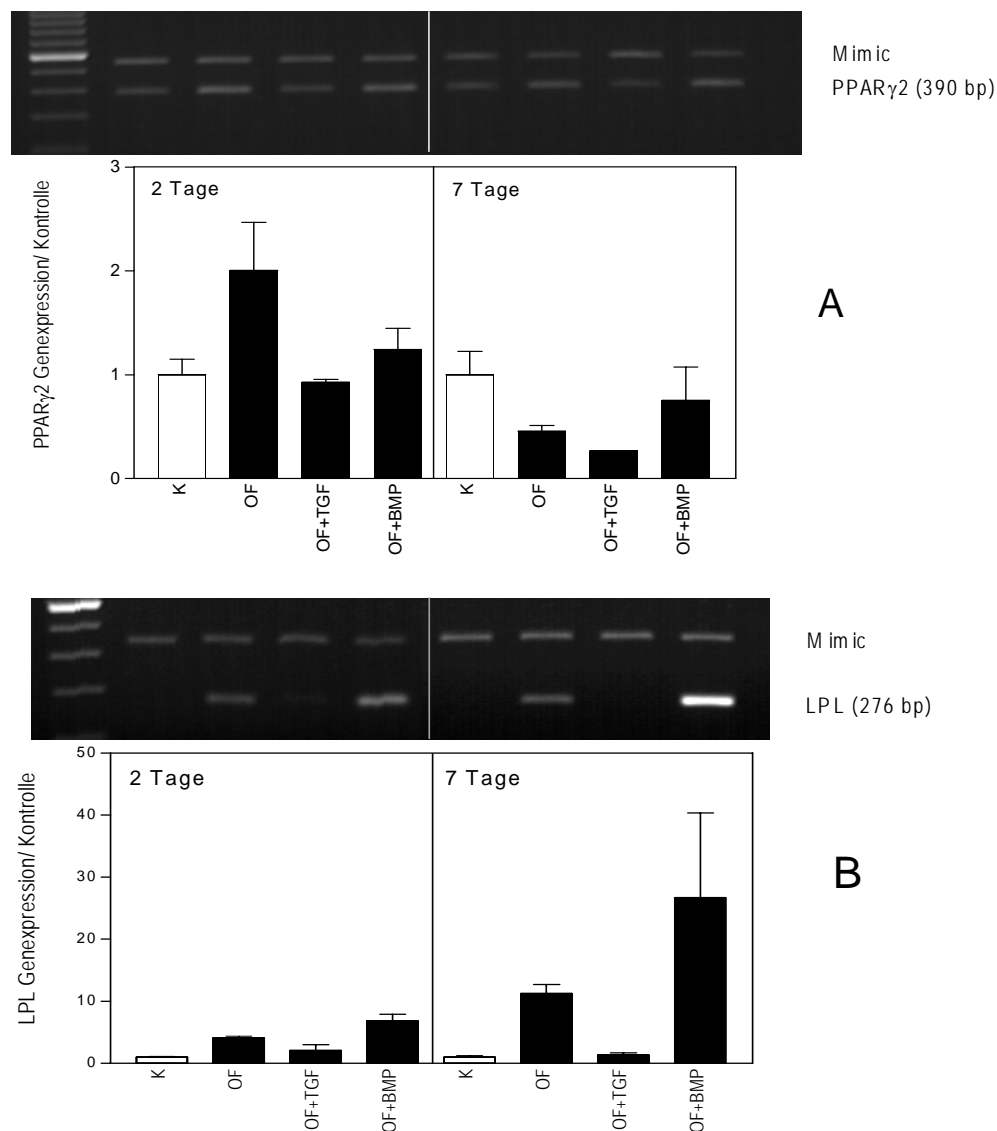 Mimic
PPARγ2 (390 bp)
PPARγ2 Genexpression/ Kontrolle
3
2
1
0
2 Tage
7 Tage
K
OF
OF+TGF
OF+BMP
K
OF
OF+TGF
OF+BMP
A
Mimic
LPL (276 bp)
LPL Genexpression/ Kontrolle
50
40
30
20
10
0
2 Tage
7 Tage
K
OF
OF+TGF
OF+BMP
K
OF
OF+TGF
OF+BMP
B